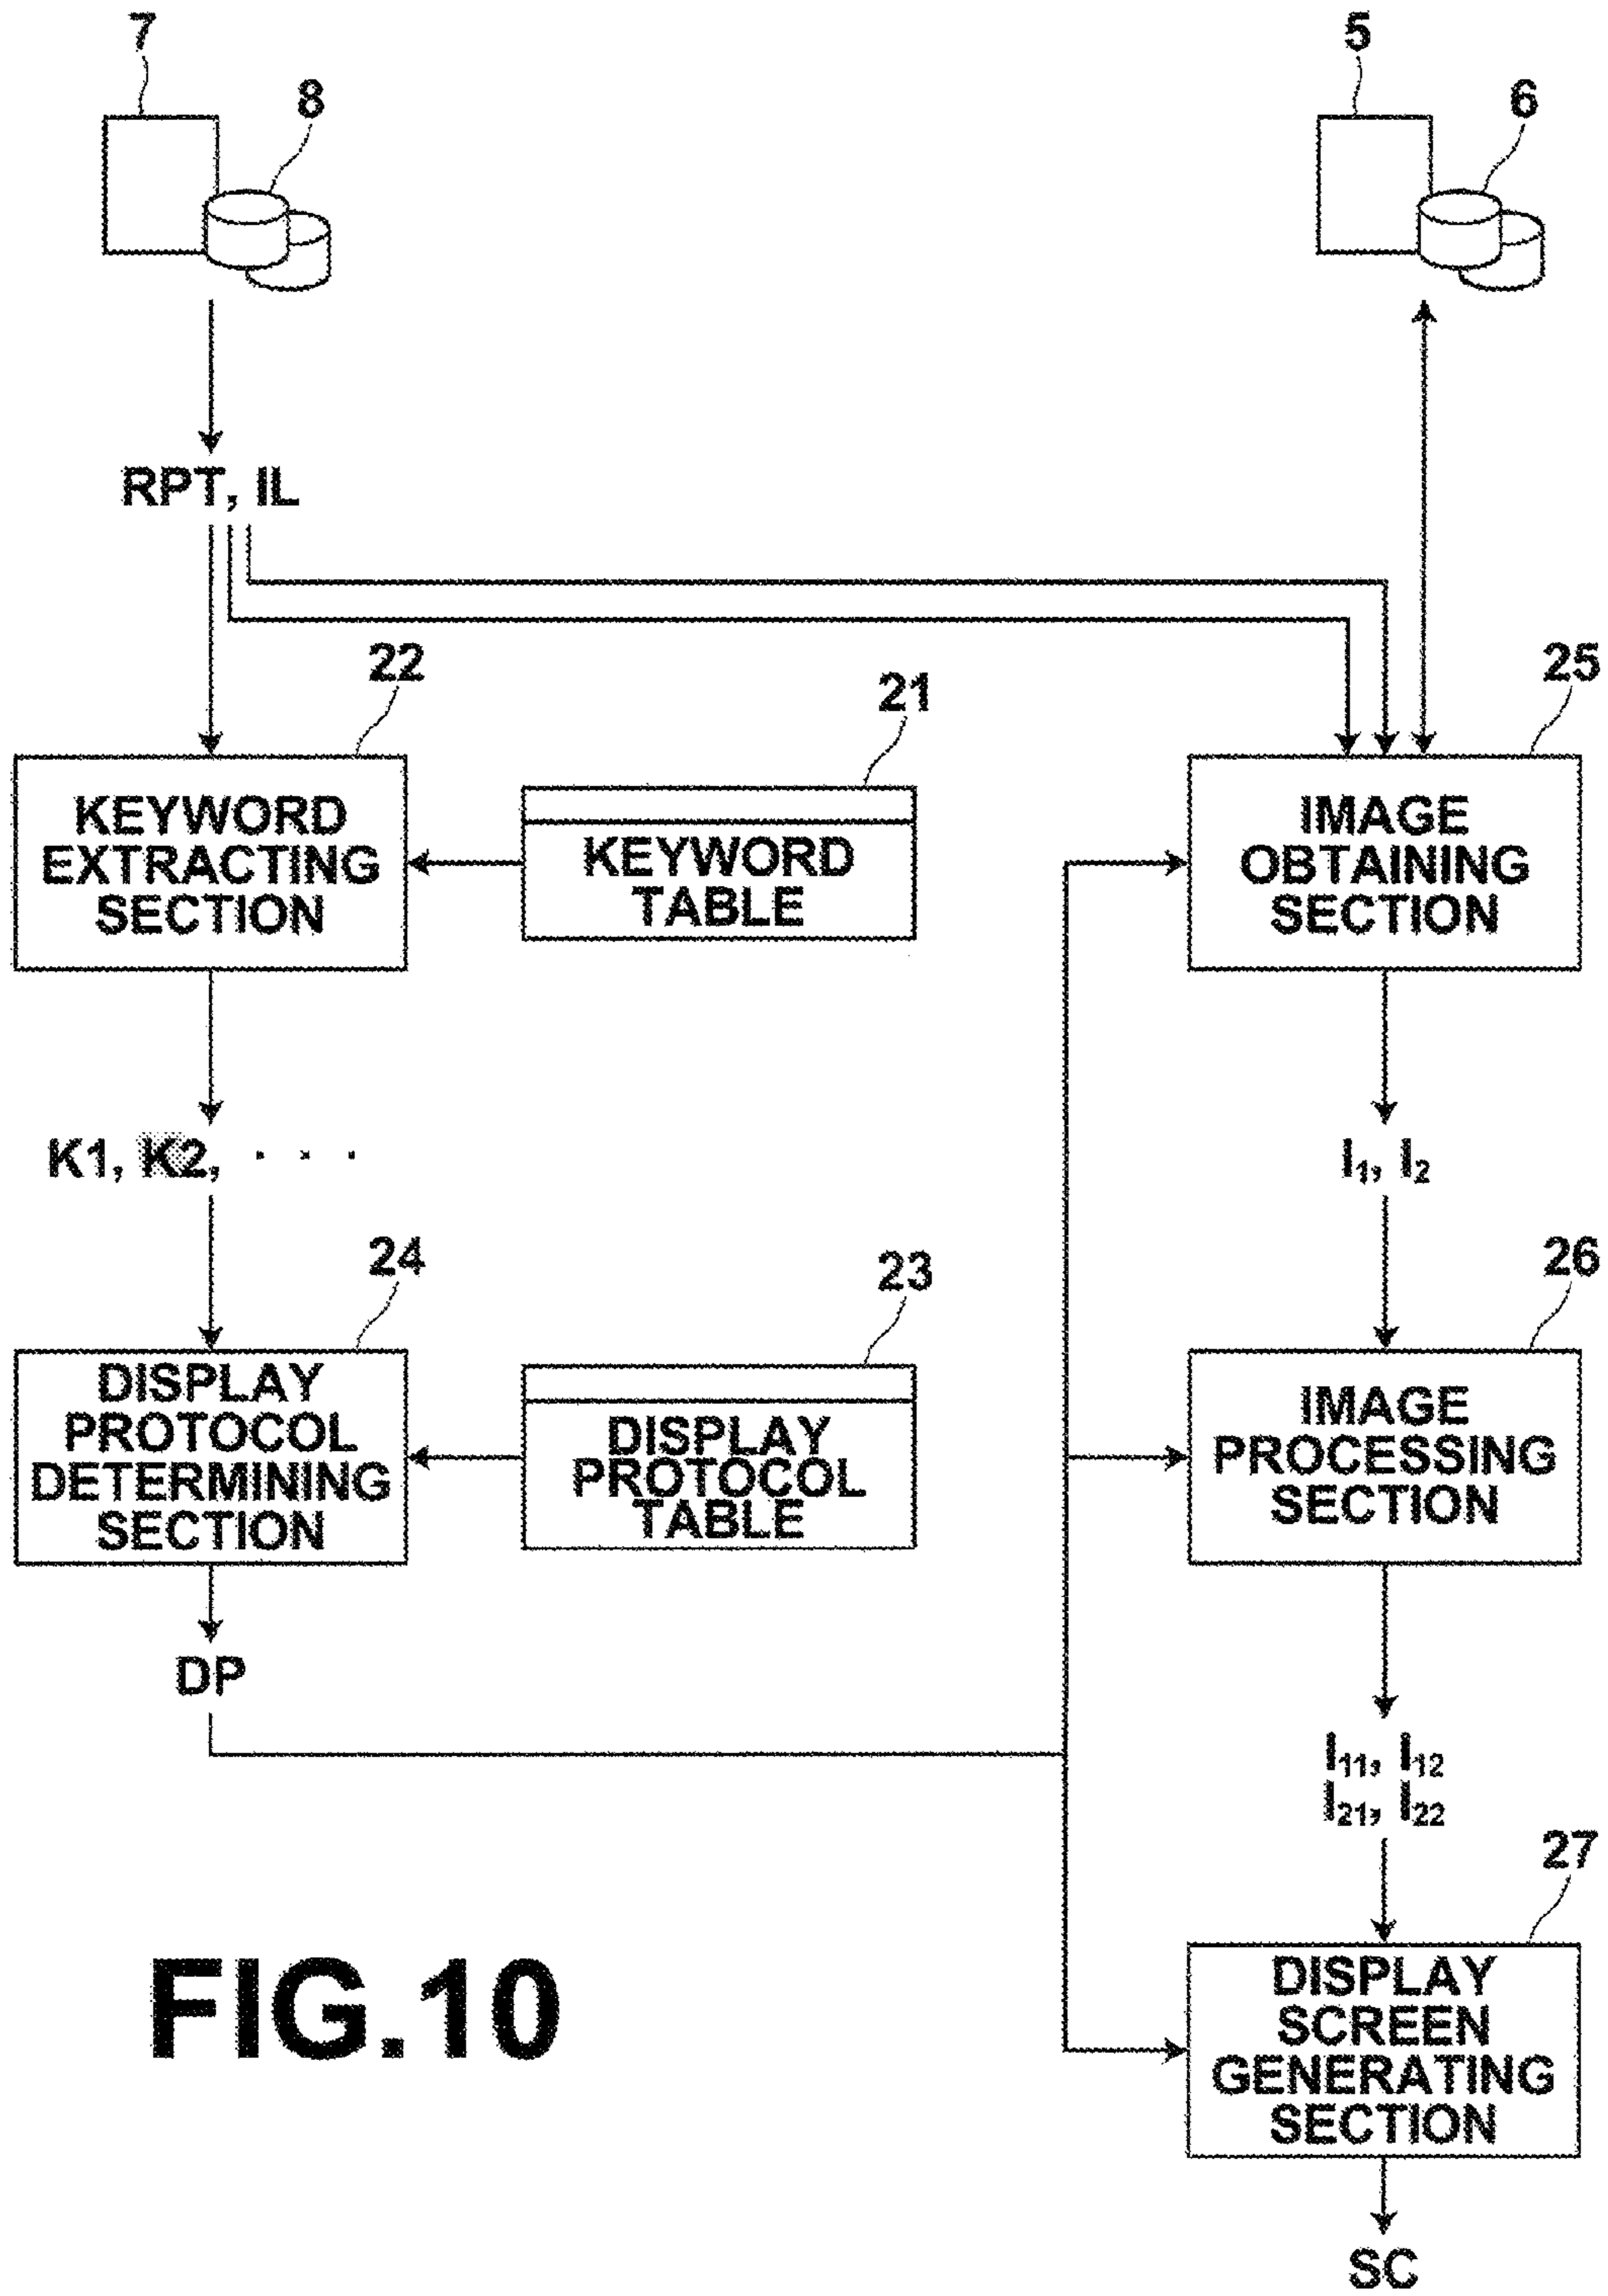 7
5
8
6
RPT, IL
22
21
25
KEYWORD
EXTRACTING
SECTION
KEYWORD
TABLE
IMAGE
OBTAINING
SECTION
K1, K2, · · ·
I1, I2
24
23
26
DISPLAY
PROTOCOL
DETERMINING
SECTION
DISPLAY
PROTOCOL
TABLE
IMAGE
PROCESSING
SECTION
DP
I11, I12
I21, I22
27
DISPLAY
SCREEN
GENERATING
SECTION
FIG.10
SC